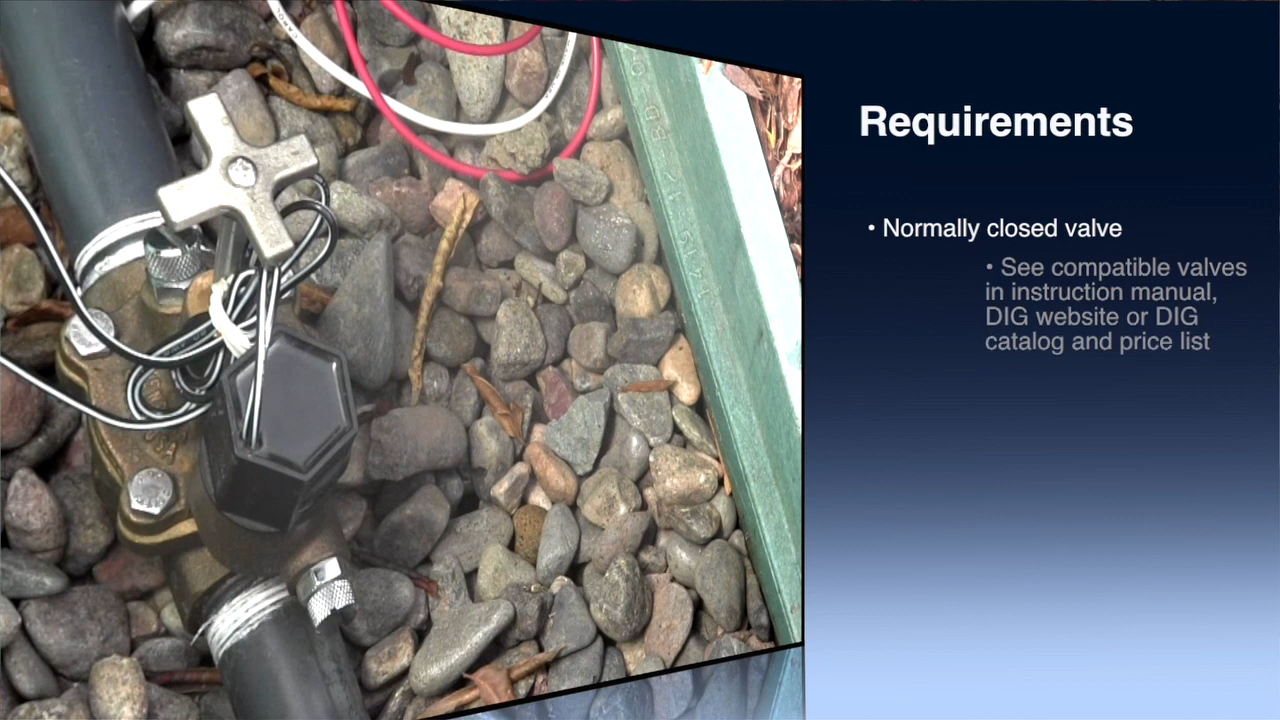 Requirements
• Normally closed valve
• See compatible valves
in instruction manual,
DIG website or DIG
catalog and price list